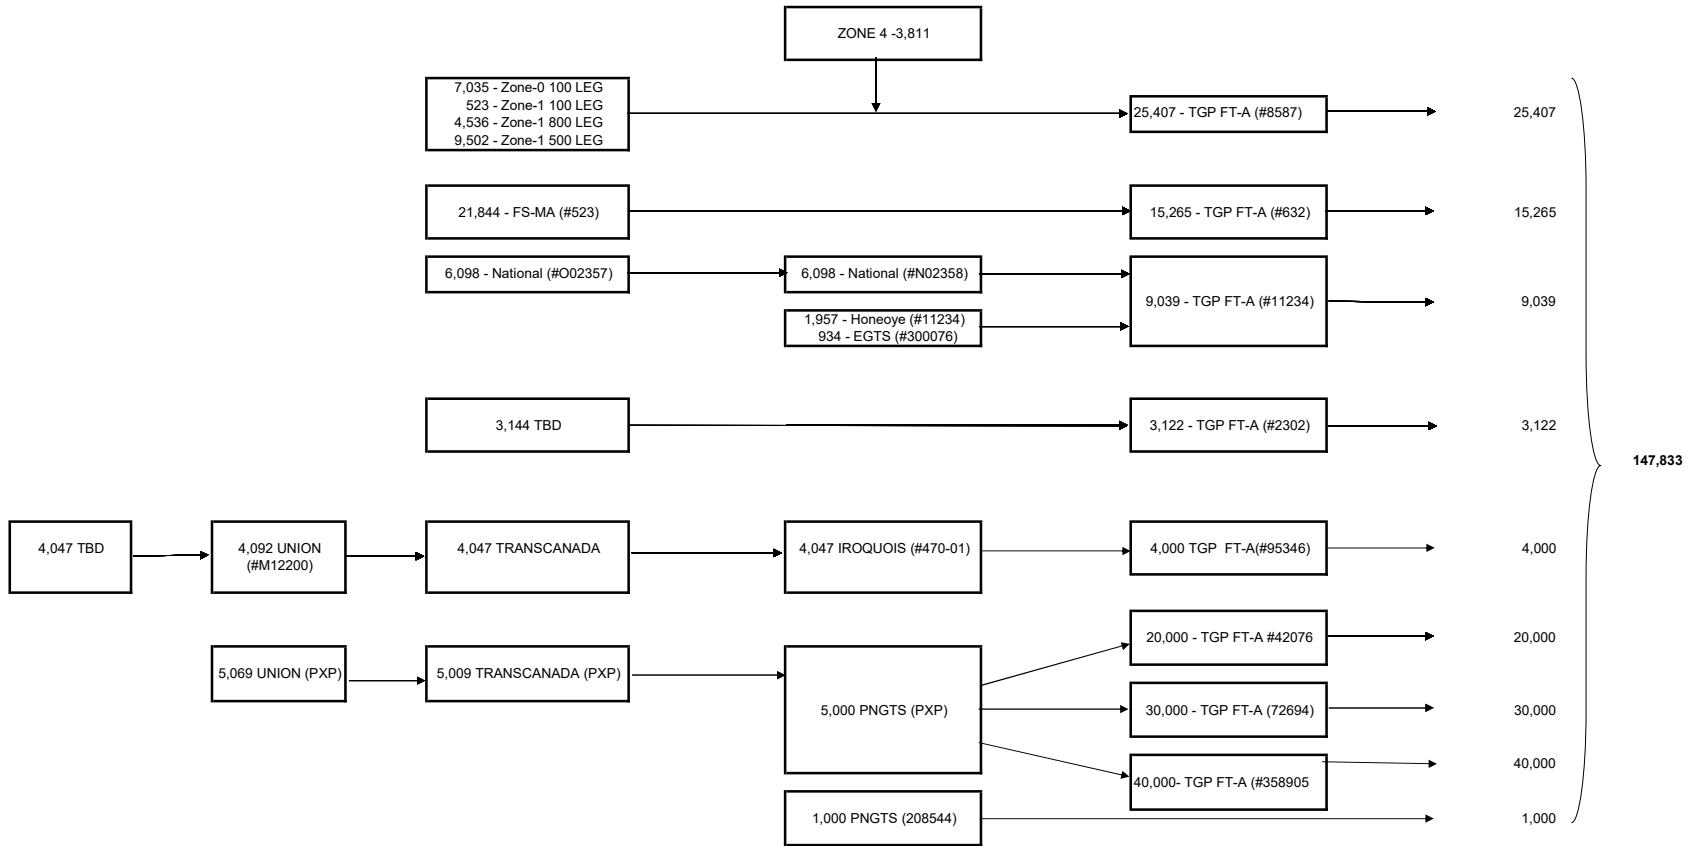 ZONE 4 -3,811
7,035 - Zone-0 100 LEG
523 - Zone-1 100 LEG
4,536 - Zone-1 800 LEG
9,502 - Zone-1 500 LEG
25,407 - TGP FT-A (#8587)
25,407
21,844 - FS-MA (#523)
15,265 - TGP FT-A (#632)
15,265
6,098 - National (#O02357)
6,098 - National (#N02358)
1,957 - Honeoye (#11234)
934 - EGTS (#300076)
9,039 - TGP FT-A (#11234)
9,039
3,144 TBD
3,122 - TGP FT-A (#2302)
3,122
147,833
4,047 TBD
4,092 UNION
(#M12200)
4,047 TRANSCANADA
4,047 IROQUOIS (#470-01)
4,000 TGP  FT-A(#95346)
4,000
5,069 UNION (PXP)
5,009 TRANSCANADA (PXP)
5,000 PNGTS (PXP)
20,000 - TGP FT-A #42076
20,000
30,000 - TGP FT-A (72694)
30,000
40,000- TGP FT-A (#358905
40,000
1,000 PNGTS (208544)
1,000